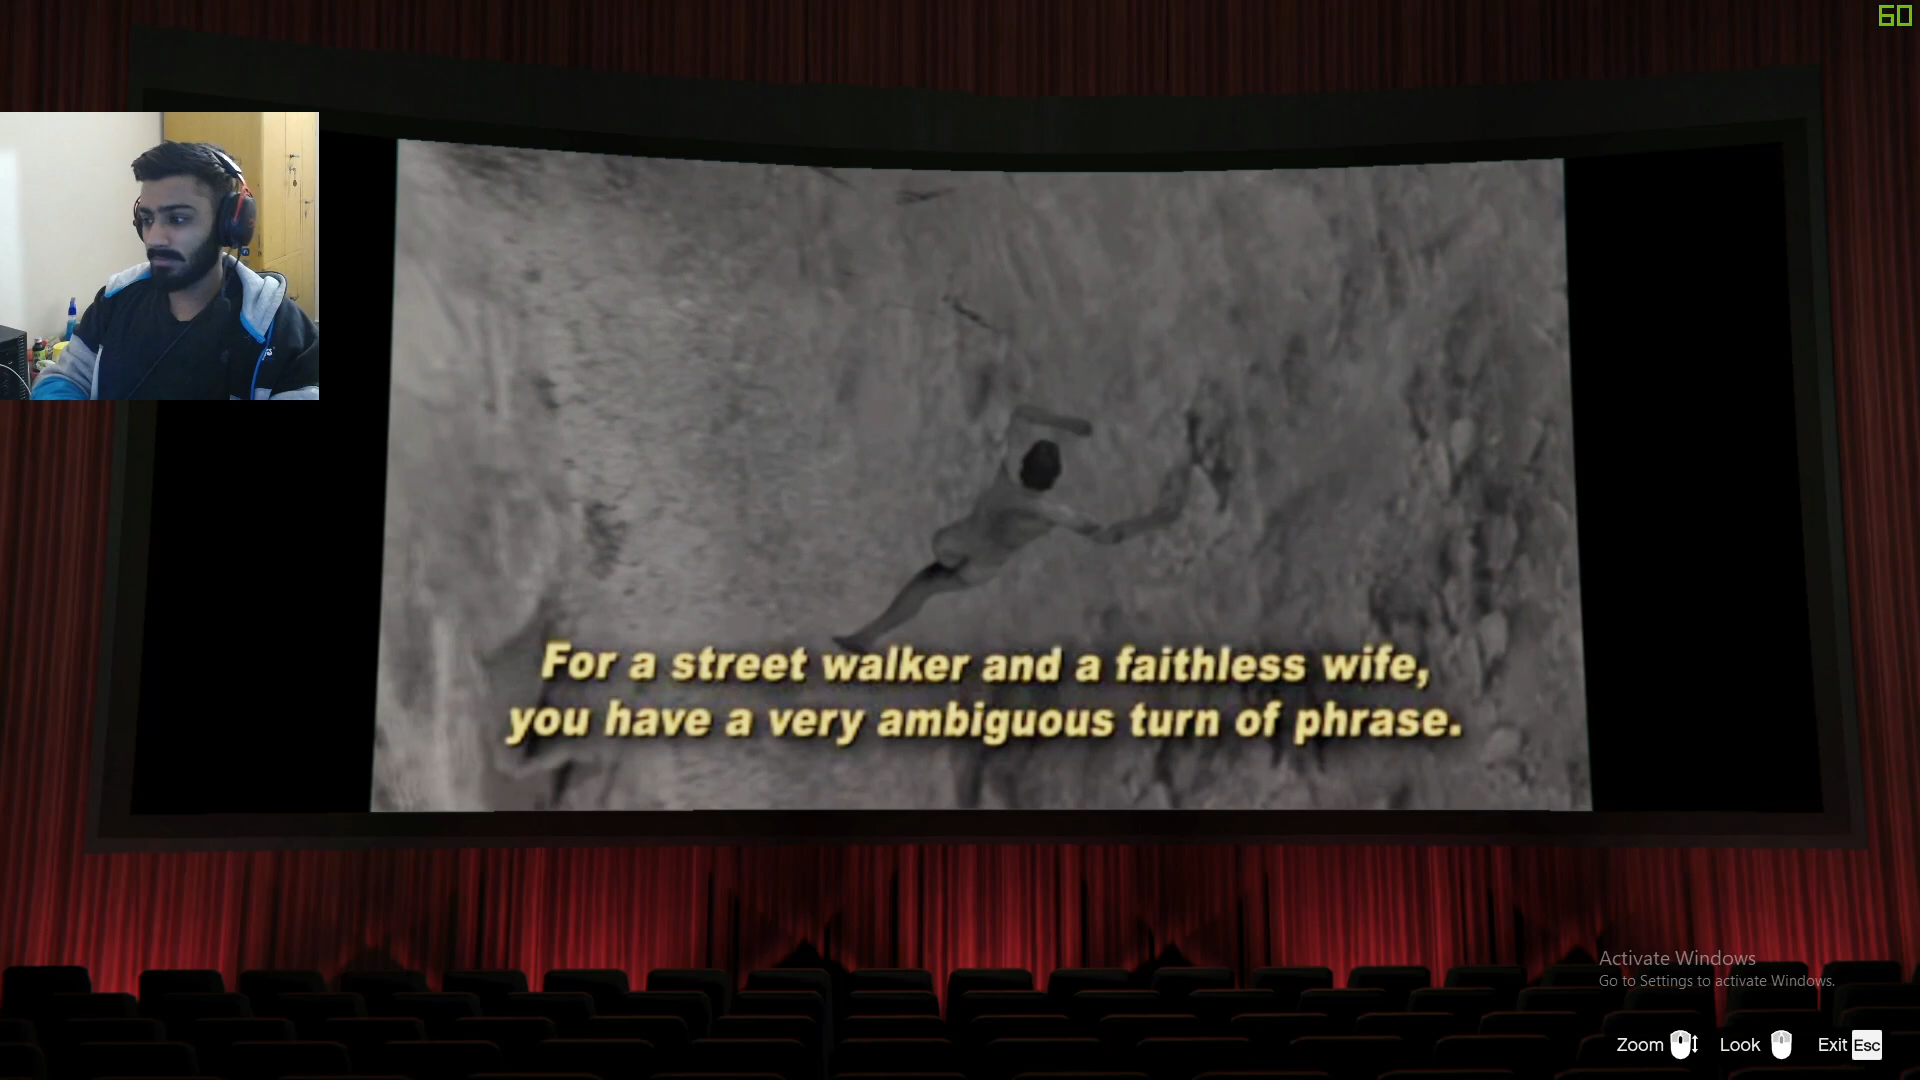 60
For a street walker and a faithless wife,
you have a very ambiguous turn of phrase.
Activate Windows
Go to Settings to activate Windows.
Zoom Look Exit Esc